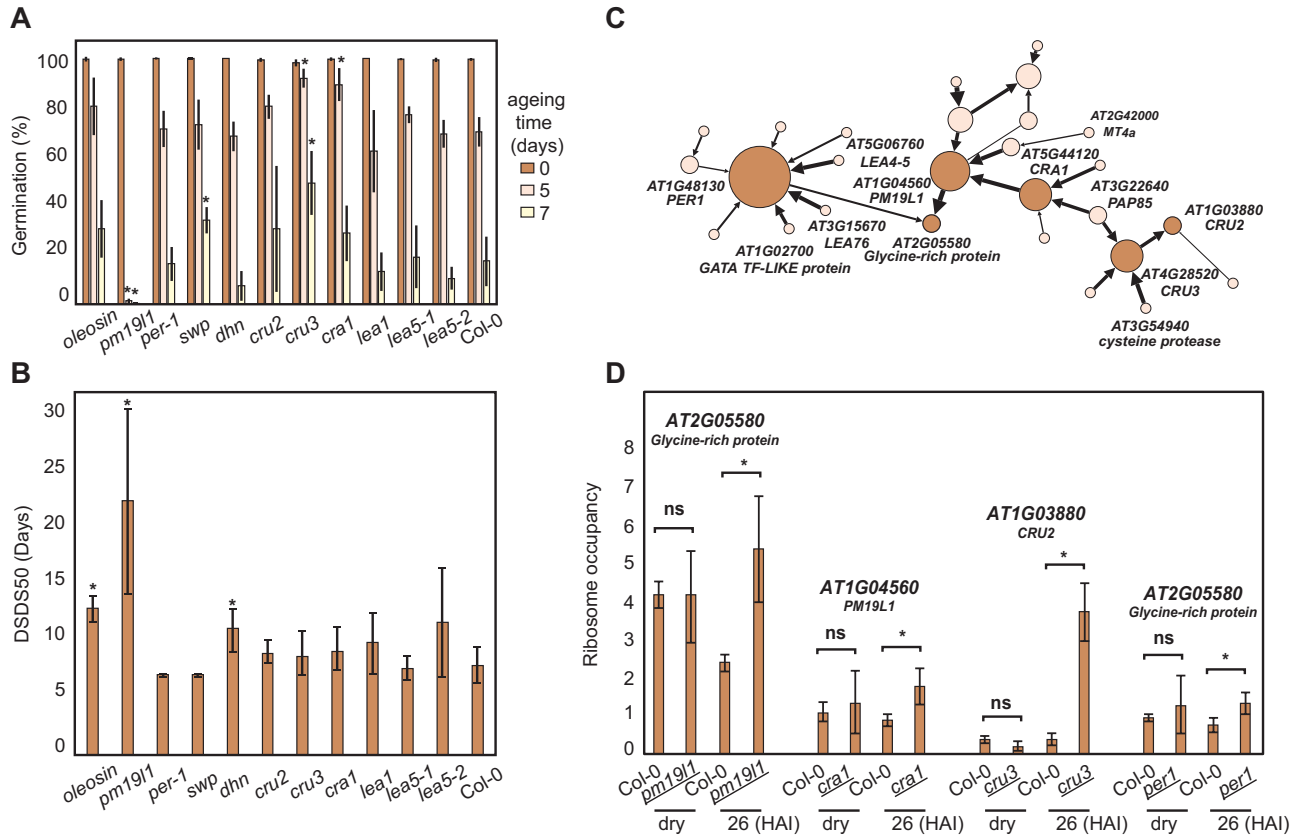 A
Germination (%)
100
80
60
40
20
0
* * * * * *
oleosin pm19l1 per-1 swp dhn cru2 cru3 cra1 lea1 lea5-1 lea5-2 Col-0
ageing
time
(days)
0
5
7
B
DSDS50 (Days)
30
25
20
15
10
5
0
* * *
oleosin pm19l1 per-1 swp dhn cru2 cru3 cra1 lea1 lea5-1 lea5-2 Col-0
C
AT1G48130
PER1
AT5G06760
LEA4-5
AT1G04560
PM19L1
AT3G15670
LEA76
AT1G02700
GATA TF-LIKE protein
AT2G05580
Glycine-rich protein
AT2G42000
MT4a
AT5G44120
CRA1
AT3G22640
PAP85
AT1G03880
CRU2
AT4G28520
CRU3
AT3G54940
cysteine protease
D
Ribosome occupancy
8
7
6
5
4
3
2
1
0
AT2G05580
Glycine-rich protein
ns *
AT1G04560
PM19L1
ns *
AT1G03880
CRU2
ns *
AT2G05580
Glycine-rich protein
ns *
Col-0 pm19l1 Col-0 pm19l1 Col-0 cra1 Col-0 cra1 Col-0 cru3 Col-0 cru3 Col-0 per1 Col-0 per1
dry 26 (HAI) dry 26 (HAI) dry 26 (HAI) dry 26 (HAI)